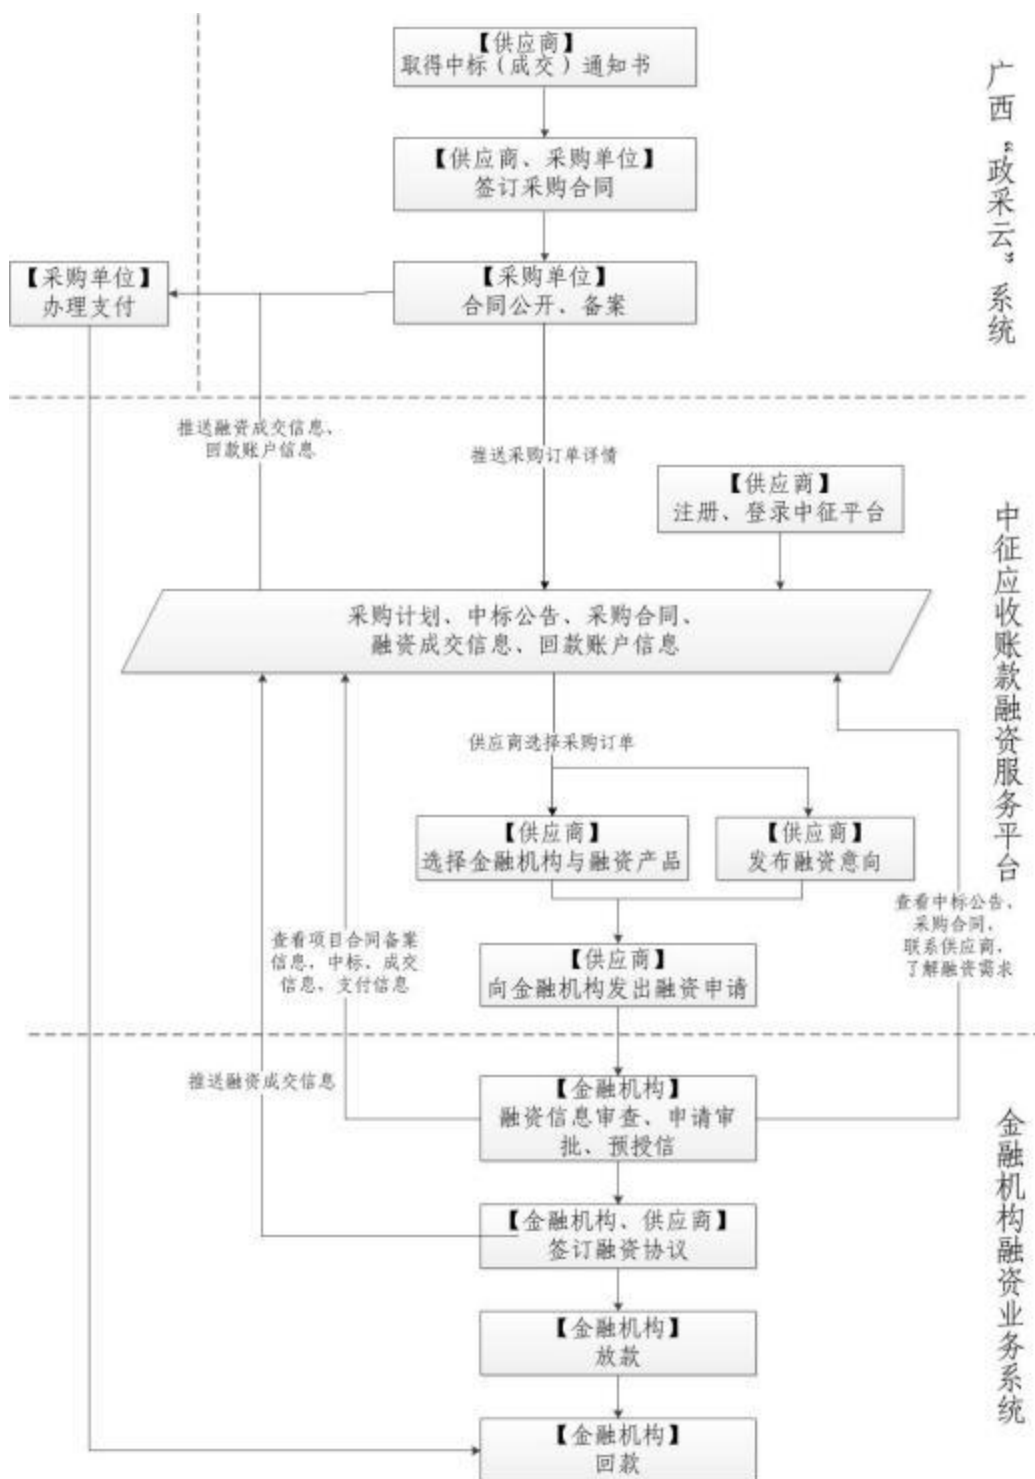 【供应商】
取得中标（成交）通知书
广西“政采云”系统
【供应商、采购单位】
签订采购合同
【采购单位】
办理支付
【采购单位】
合同公开、备案
推送融资成交信息、
回款账户信息
推送采购订单详情
【供应商】
注册、登录中征平台
中征应收账款融资服务平台
采购计划、中标公告、采购合同、
融资成交信息、回款账户信息
供应商选择采购订单
【供应商】
选择金融机构与融资产品
【供应商】
发布融资意向
查看中标公告、
采购合同，
联系供应商，
了解融资需求
查看项目合同备案
信息，中标、成交
信息、支付信息
【供应商】
向金融机构发出融资申请
推送融资成交信息
【金融机构】
融资信息审查、申请审
批、预授信
金融机构融资业务系统
【金融机构、供应商】
签订融资协议
【金融机构】
放款
【金融机构】
回款